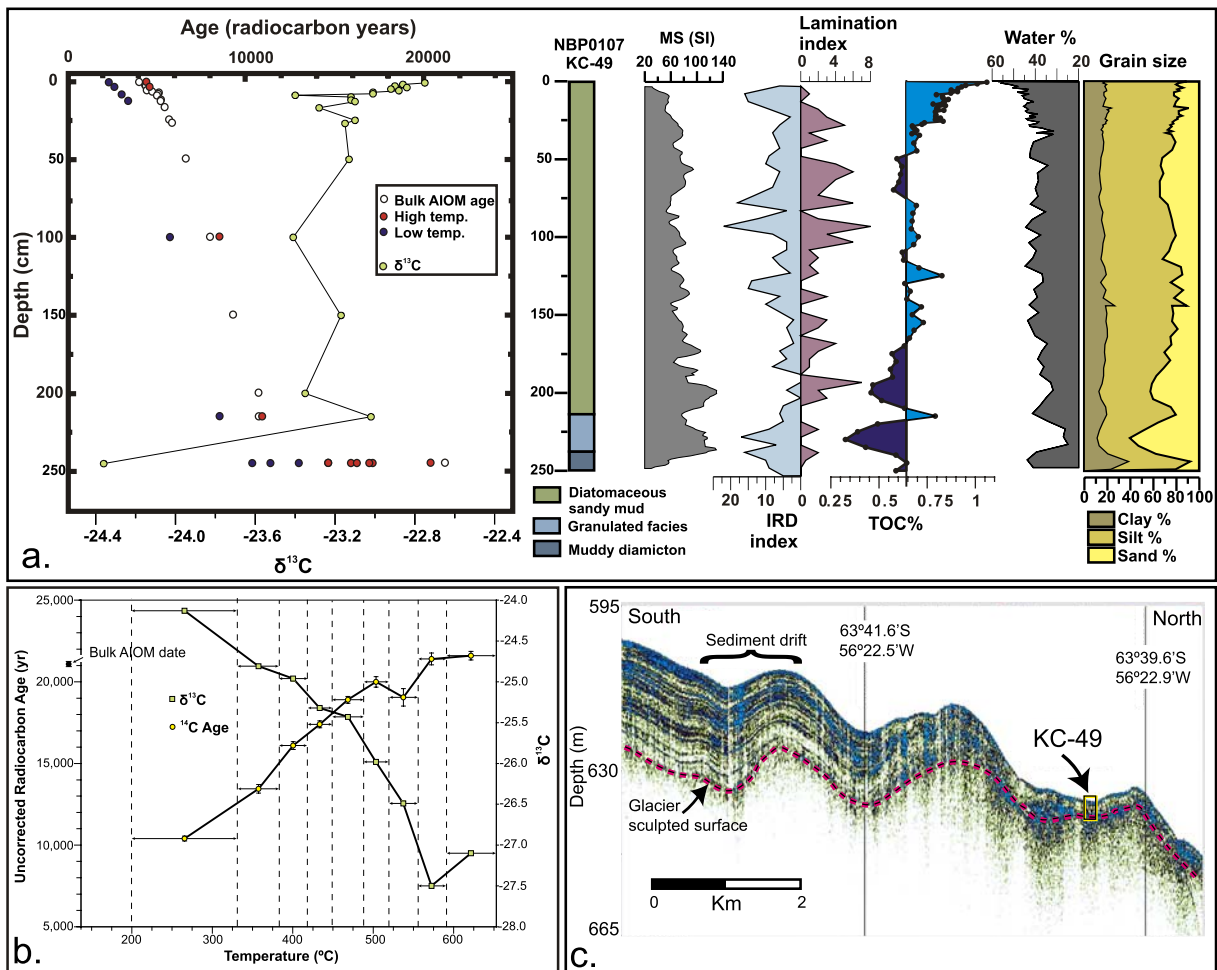 Age (radiocarbon years)
0 10000 20000
Depth (cm)
0
50
100
150
200
250
Bulk AIOM age
High temp.
Low temp.
δ¹³C
-24.4 -24.0 -23.6 -23.2 -22.8 -22.4
δ¹³C
a.
NBP0107
KC-49
0
50
100
150
200
250
Diatomaceous
sandy mud
Granulated facies
Muddy diamicton
MS (SI)
20 60 100 140
Lamination
index
0 4 8
20 10 0
IRD
index
0.25 0.5 0.75 1
TOC%
Water %
60 20
Grain size
0 20 40 60 80 100
Clay %
Silt %
Sand %
25,000
20,000
15,000
10,000
5,000
Uncorrected Radiocarbon Age (yr)
Bulk AIOM date
δ¹³C
¹⁴C Age
-24.0
-24.5
-25.0
-25.5
-26.0
-26.5
-27.0
-27.5
-28.0
δ¹³C
200 300 400 500 600
Temperature (ºC)
b.
595
630
665
Depth (m)
South
North
Sediment drift
63º41.6'S
56º22.5'W
63º39.6'S
56º22.9'W
KC-49
Glacier
sculpted surface
0 2
Km
c.